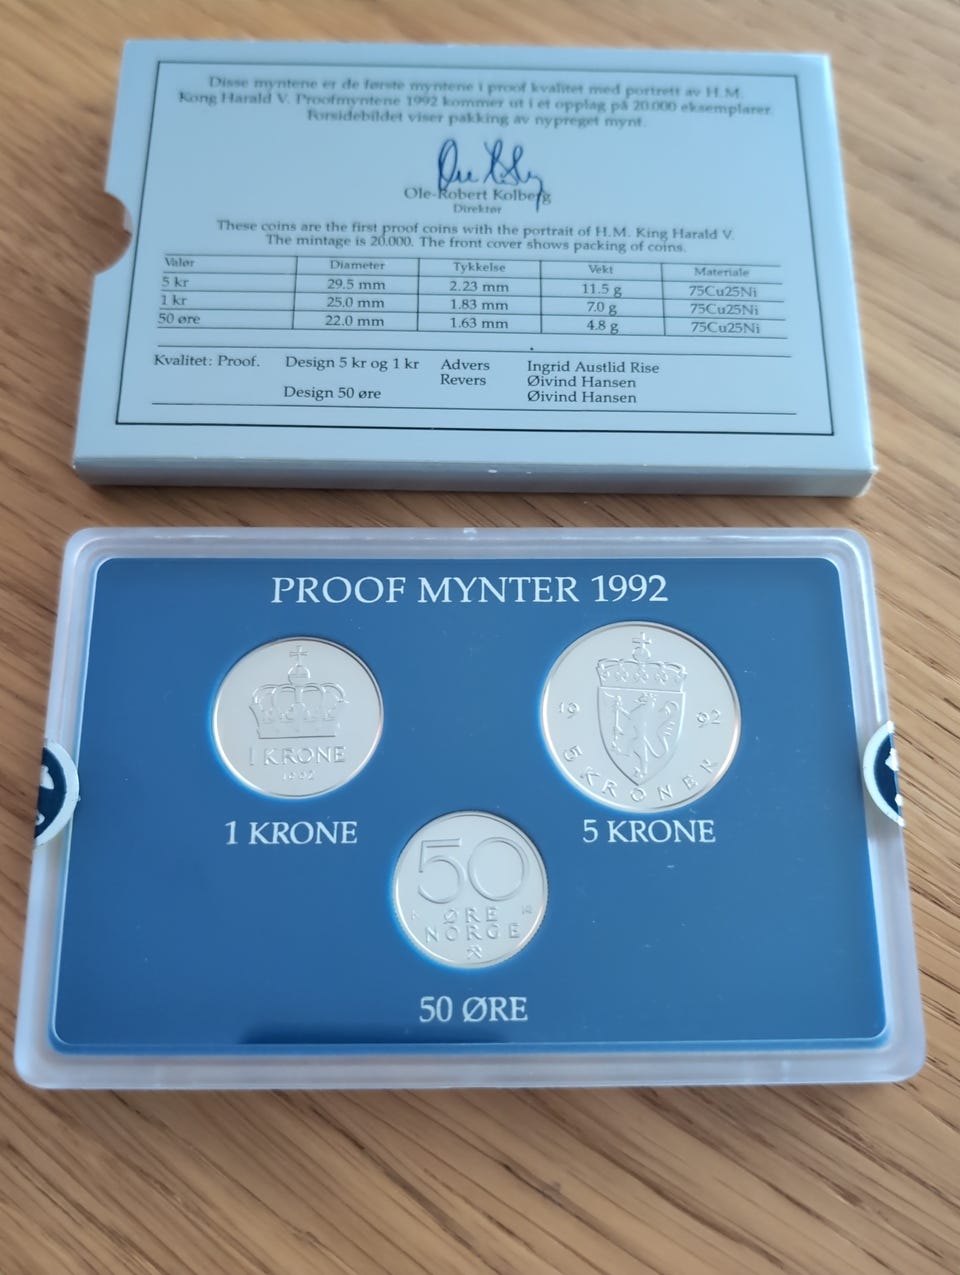 Disse myntene er de første myntene i proof kvalitet med portrett av H.M.
Kong Harald V. Proofmyntene 1992 kommer ut i et opplag på 20.000 eksemplarer.
Forsidebildet viser pakking av nypreget mynt.
Ole-Robert Kolberg
Direktør
These coins are the first proof coins with the portrait of H.M. King Harald V.
The mintage is 20.000. The front cover shows packing of coins.
Valør Diameter Tykkelse Vekt Materiale
5 kr 29.5 mm 2.23 mm 11.5 g 75Cu25Ni
1 kr 25.0 mm 1.83 mm 7.0 g 75Cu25Ni
50 øre 22.0 mm 1.63 mm 4.8 g 75Cu25Ni
Kvalitet: Proof. Design 5 kr og 1 kr Advers Ingrid Austlid Rise
Revers Øivind Hansen
Design 50 øre Øivind Hansen
PROOF MYNTER 1992
1 KRONE
1992
19 92
5 KRONER
1 KRONE
5 KRONE
50
ØRE
NORGE
50 ØRE